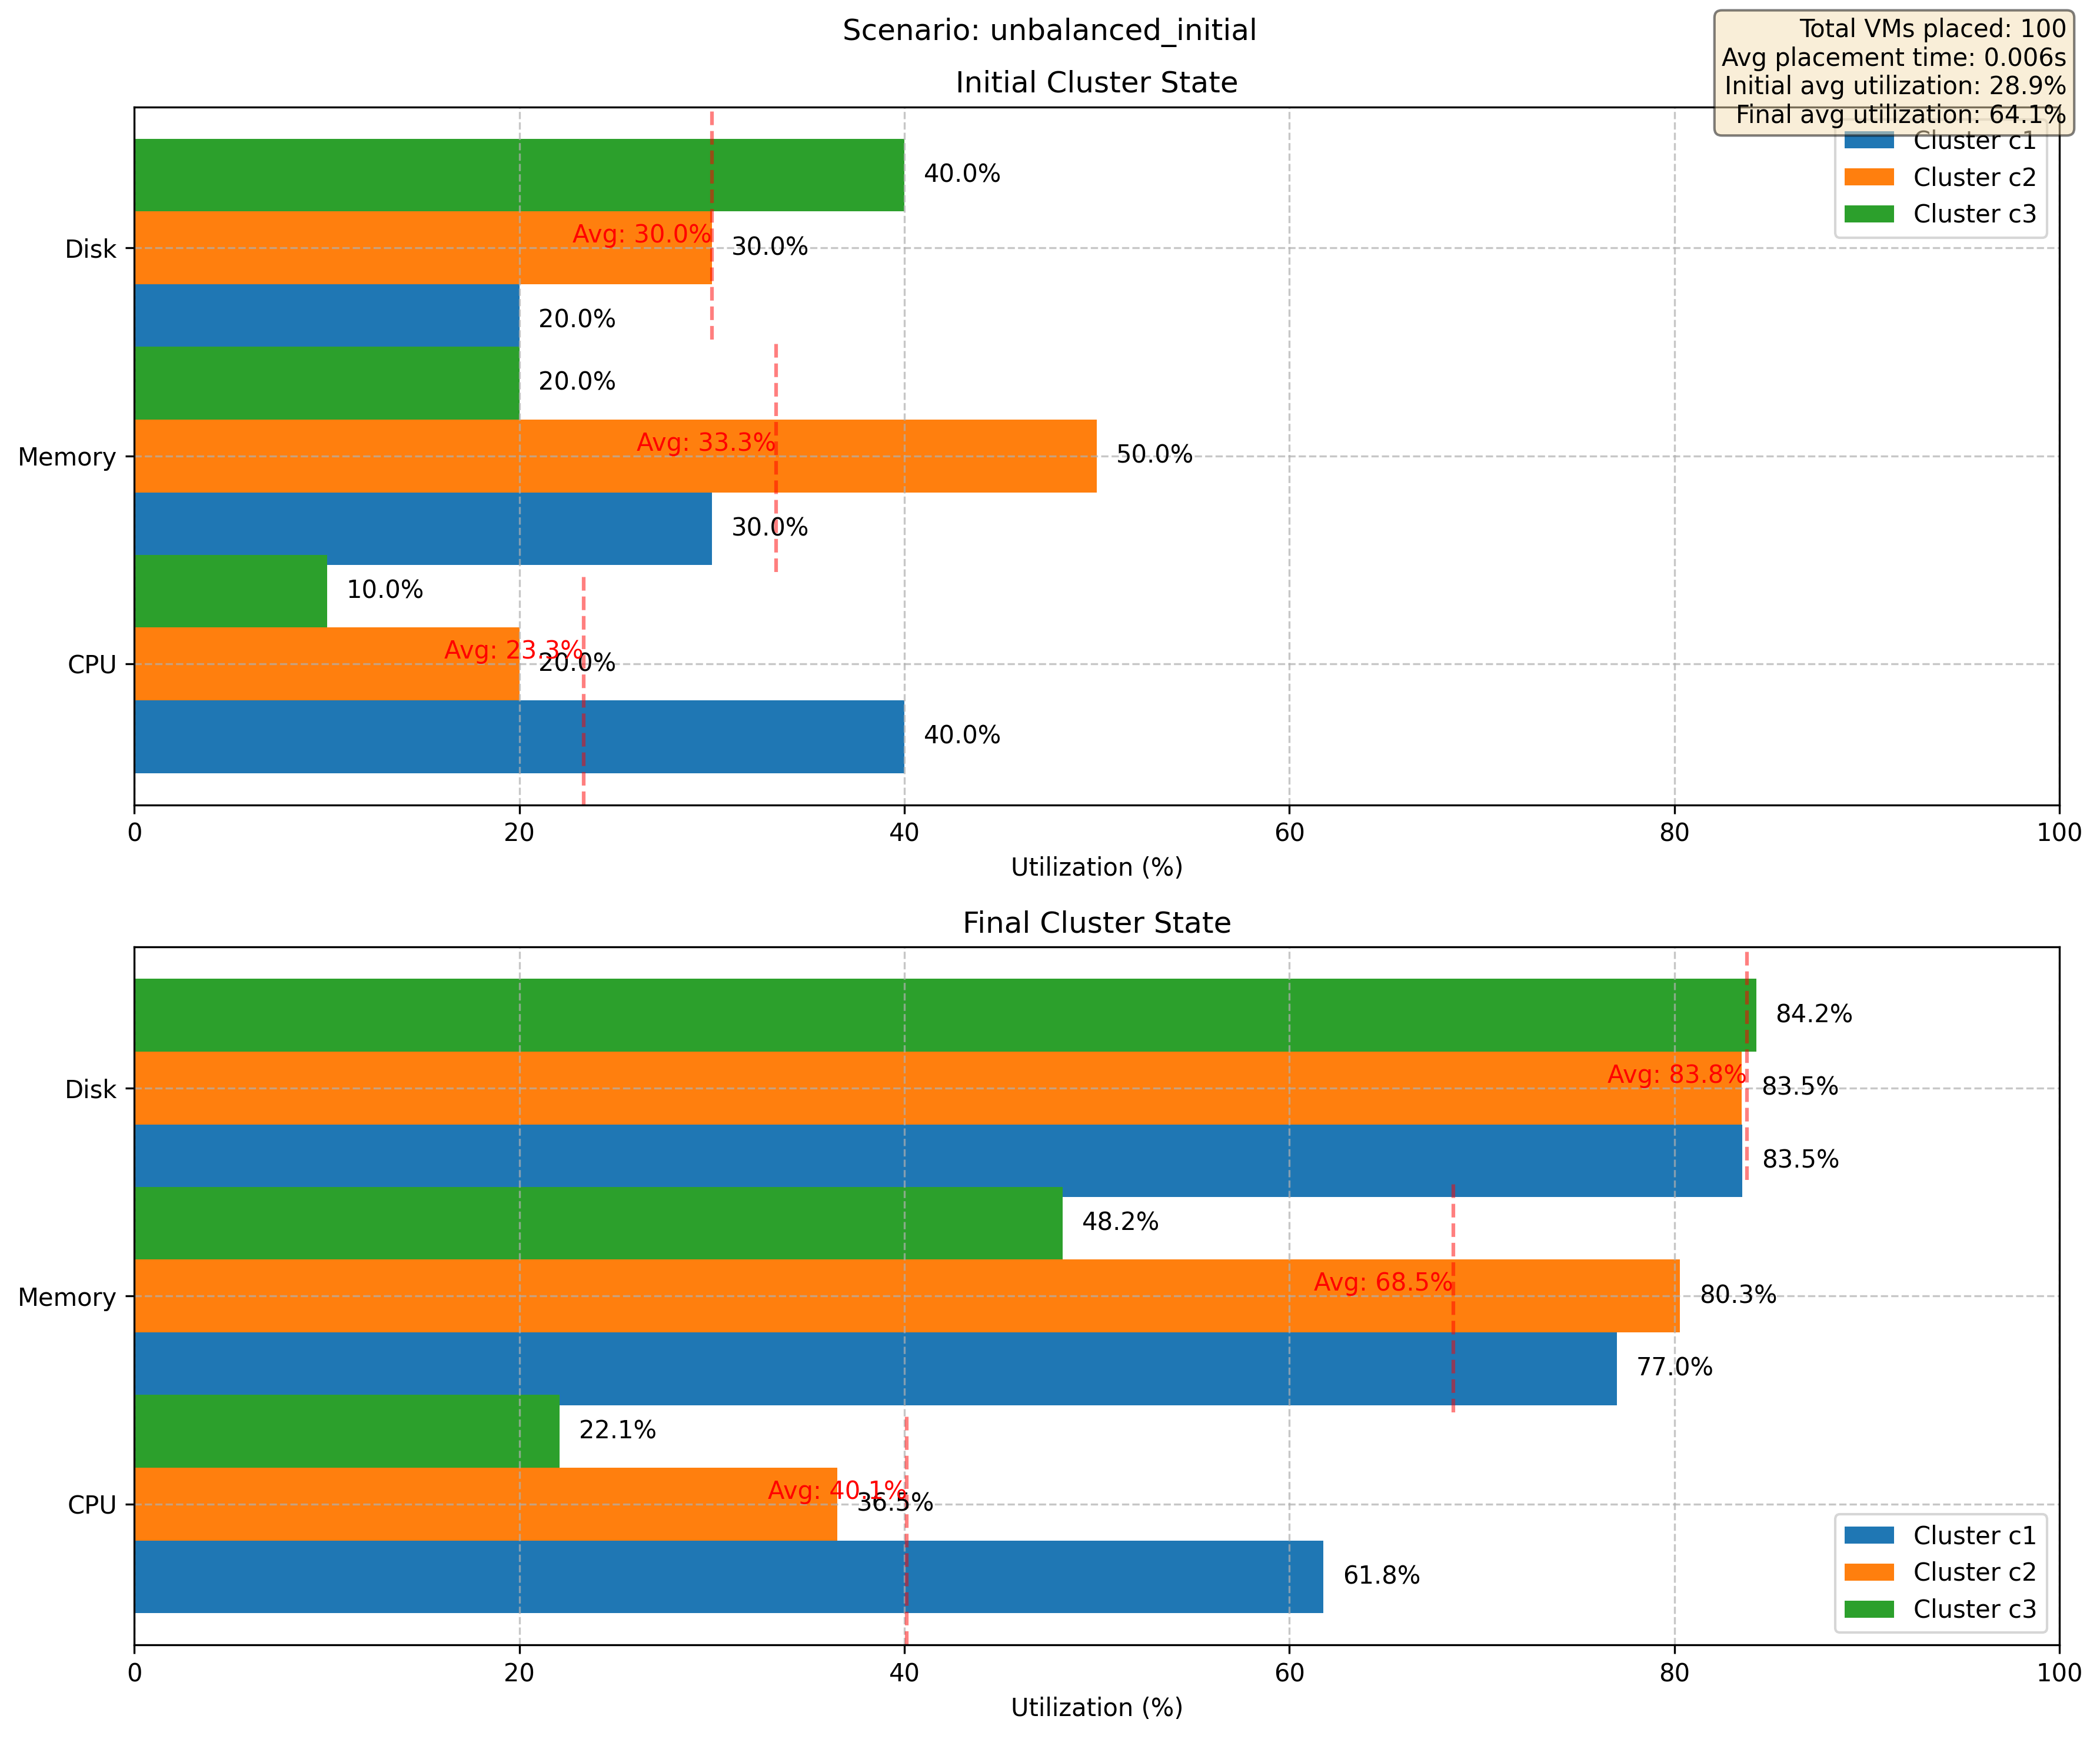 Scenario: unbalanced_initial
Total VMs placed: 100
Avg placement time: 0.006s
Initial avg utilization: 28.9%
Final avg utilization: 64.1%
Initial Cluster State
Cluster c1
Cluster c2
Cluster c3
40.0%
Disk
Avg: 30.0%
30.0%
20.0%
20.0%
Memory
Avg: 33.3%
50.0%
30.0%
10.0%
CPU
Avg: 23.3%
20.0%
40.0%
0 20 40 60 80 100
Utilization (%)
Final Cluster State
84.2%
Disk
Avg: 83.8%
83.5%
83.5%
48.2%
Memory
Avg: 68.5%
80.3%
77.0%
22.1%
CPU
Avg: 40.1%
36.5%
61.8%
Cluster c1
Cluster c2
Cluster c3
0 20 40 60 80 100
Utilization (%)